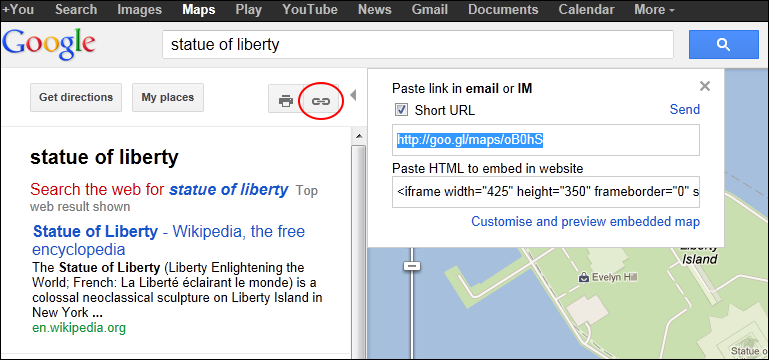 +You Search Images Maps Play YouTube News Gmail Documents Calendar More
Google
statue of liberty
Get directions
My places
statue of liberty
Search the web for statue of liberty Top
web result shown
Statue of Liberty - Wikipedia, the free
encyclopedia
The Statue of Liberty (Liberty Enlightening the
World; French: La Liberté éclairant le monde) is a
colossal neoclassical sculpture on Liberty Island in
New York ...
en.wikipedia.org
Paste link in email or IM
Short URL
Send
http://goo.gl/maps/oB0hS
Paste HTML to embed in website
<iframe width="425" height="350" frameborder="0" s
Customise and preview embedded map
Liberty
Island
Evelyn Hill
Statue o